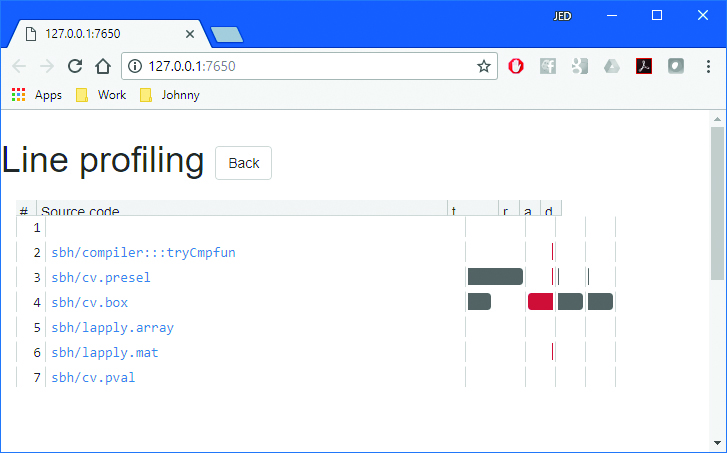 JED
127.0.0.1:7650
127.0.0.1:7650
Apps Work Johnny
Line profiling Back
# Source code t r a d
1
2 sbh/compiler:::tryCmpfun
3 sbh/cv.presel
4 sbh/cv.box
5 sbh/lapply.array
6 sbh/lapply.mat
7 sbh/cv.pval